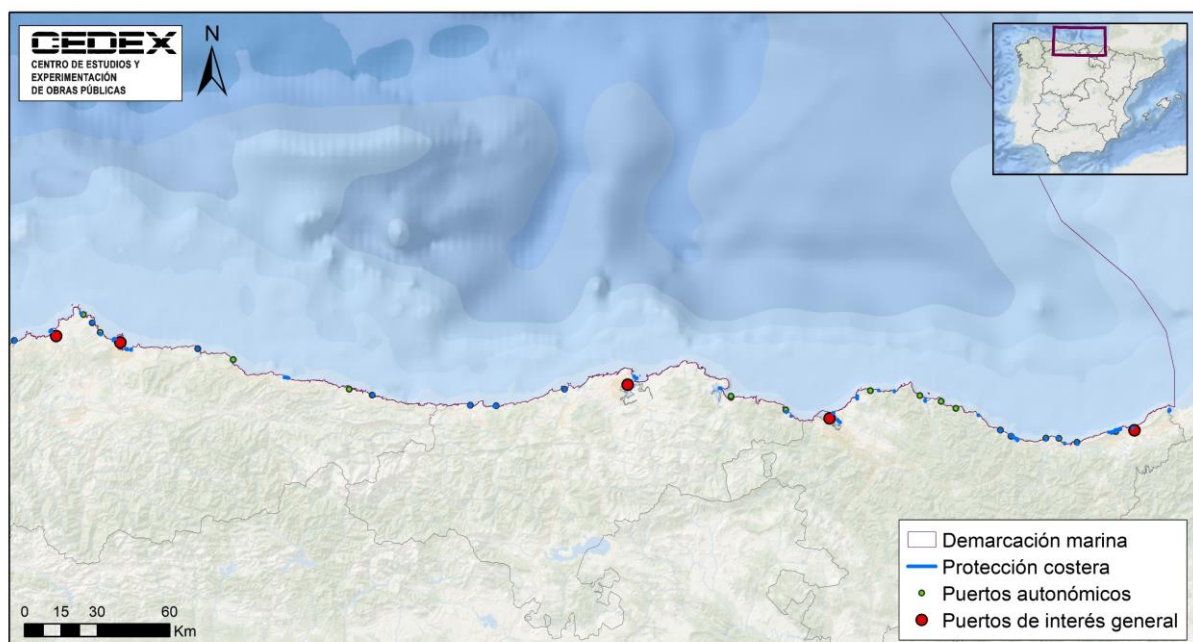 CEDEX
CENTRO DE ESTUDIOS Y
EXPERIMENTACIÓN
DE OBRAS PÚBLICAS
N
Demarcación marina
Protección costera
Puertos autonómicos
Puertos de interés general
0 15 30 60
Km